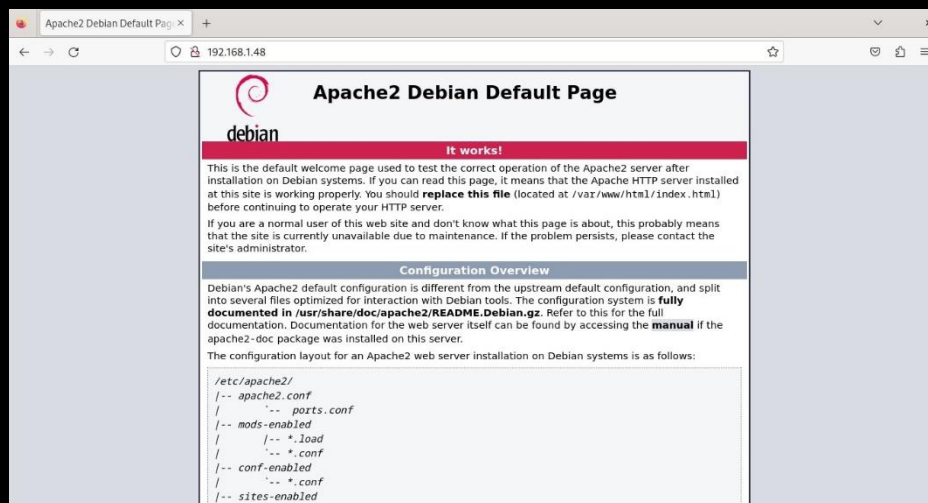 Apache2 Debian Default Pag
192.168.1.48
debian
Apache2 Debian Default Page
It works!
This is the default welcome page used to test the correct operation of the Apache2 server after
installation on Debian systems. If you can read this page, it means that the Apache HTTP server installed
at this site is working properly. You should replace this file (located at /var/www/html/index.html)
before continuing to operate your HTTP server.
If you are a normal user of this web site and don't know what this page is about, this probably means
that the site is currently unavailable due to maintenance. If the problem persists, please contact the
site's administrator.
Configuration Overview
Debian's Apache2 default configuration is different from the upstream default configuration, and split
into several files optimized for interaction with Debian tools. The configuration system is fully
documented in /usr/share/doc/apache2/README.Debian.gz. Refer to this for the full
documentation. Documentation for the web server itself can be found by accessing the manual if the
apache2-doc package was installed on this server.
The configuration layout for an Apache2 web server installation on Debian systems is as follows:
/etc/apache2/
|-- apache2.conf
|       `--  ports.conf
|-- mods-enabled
|       |-- *.load
|       `-- *.conf
|-- conf-enabled
|       `-- *.conf
|-- sites-enabled